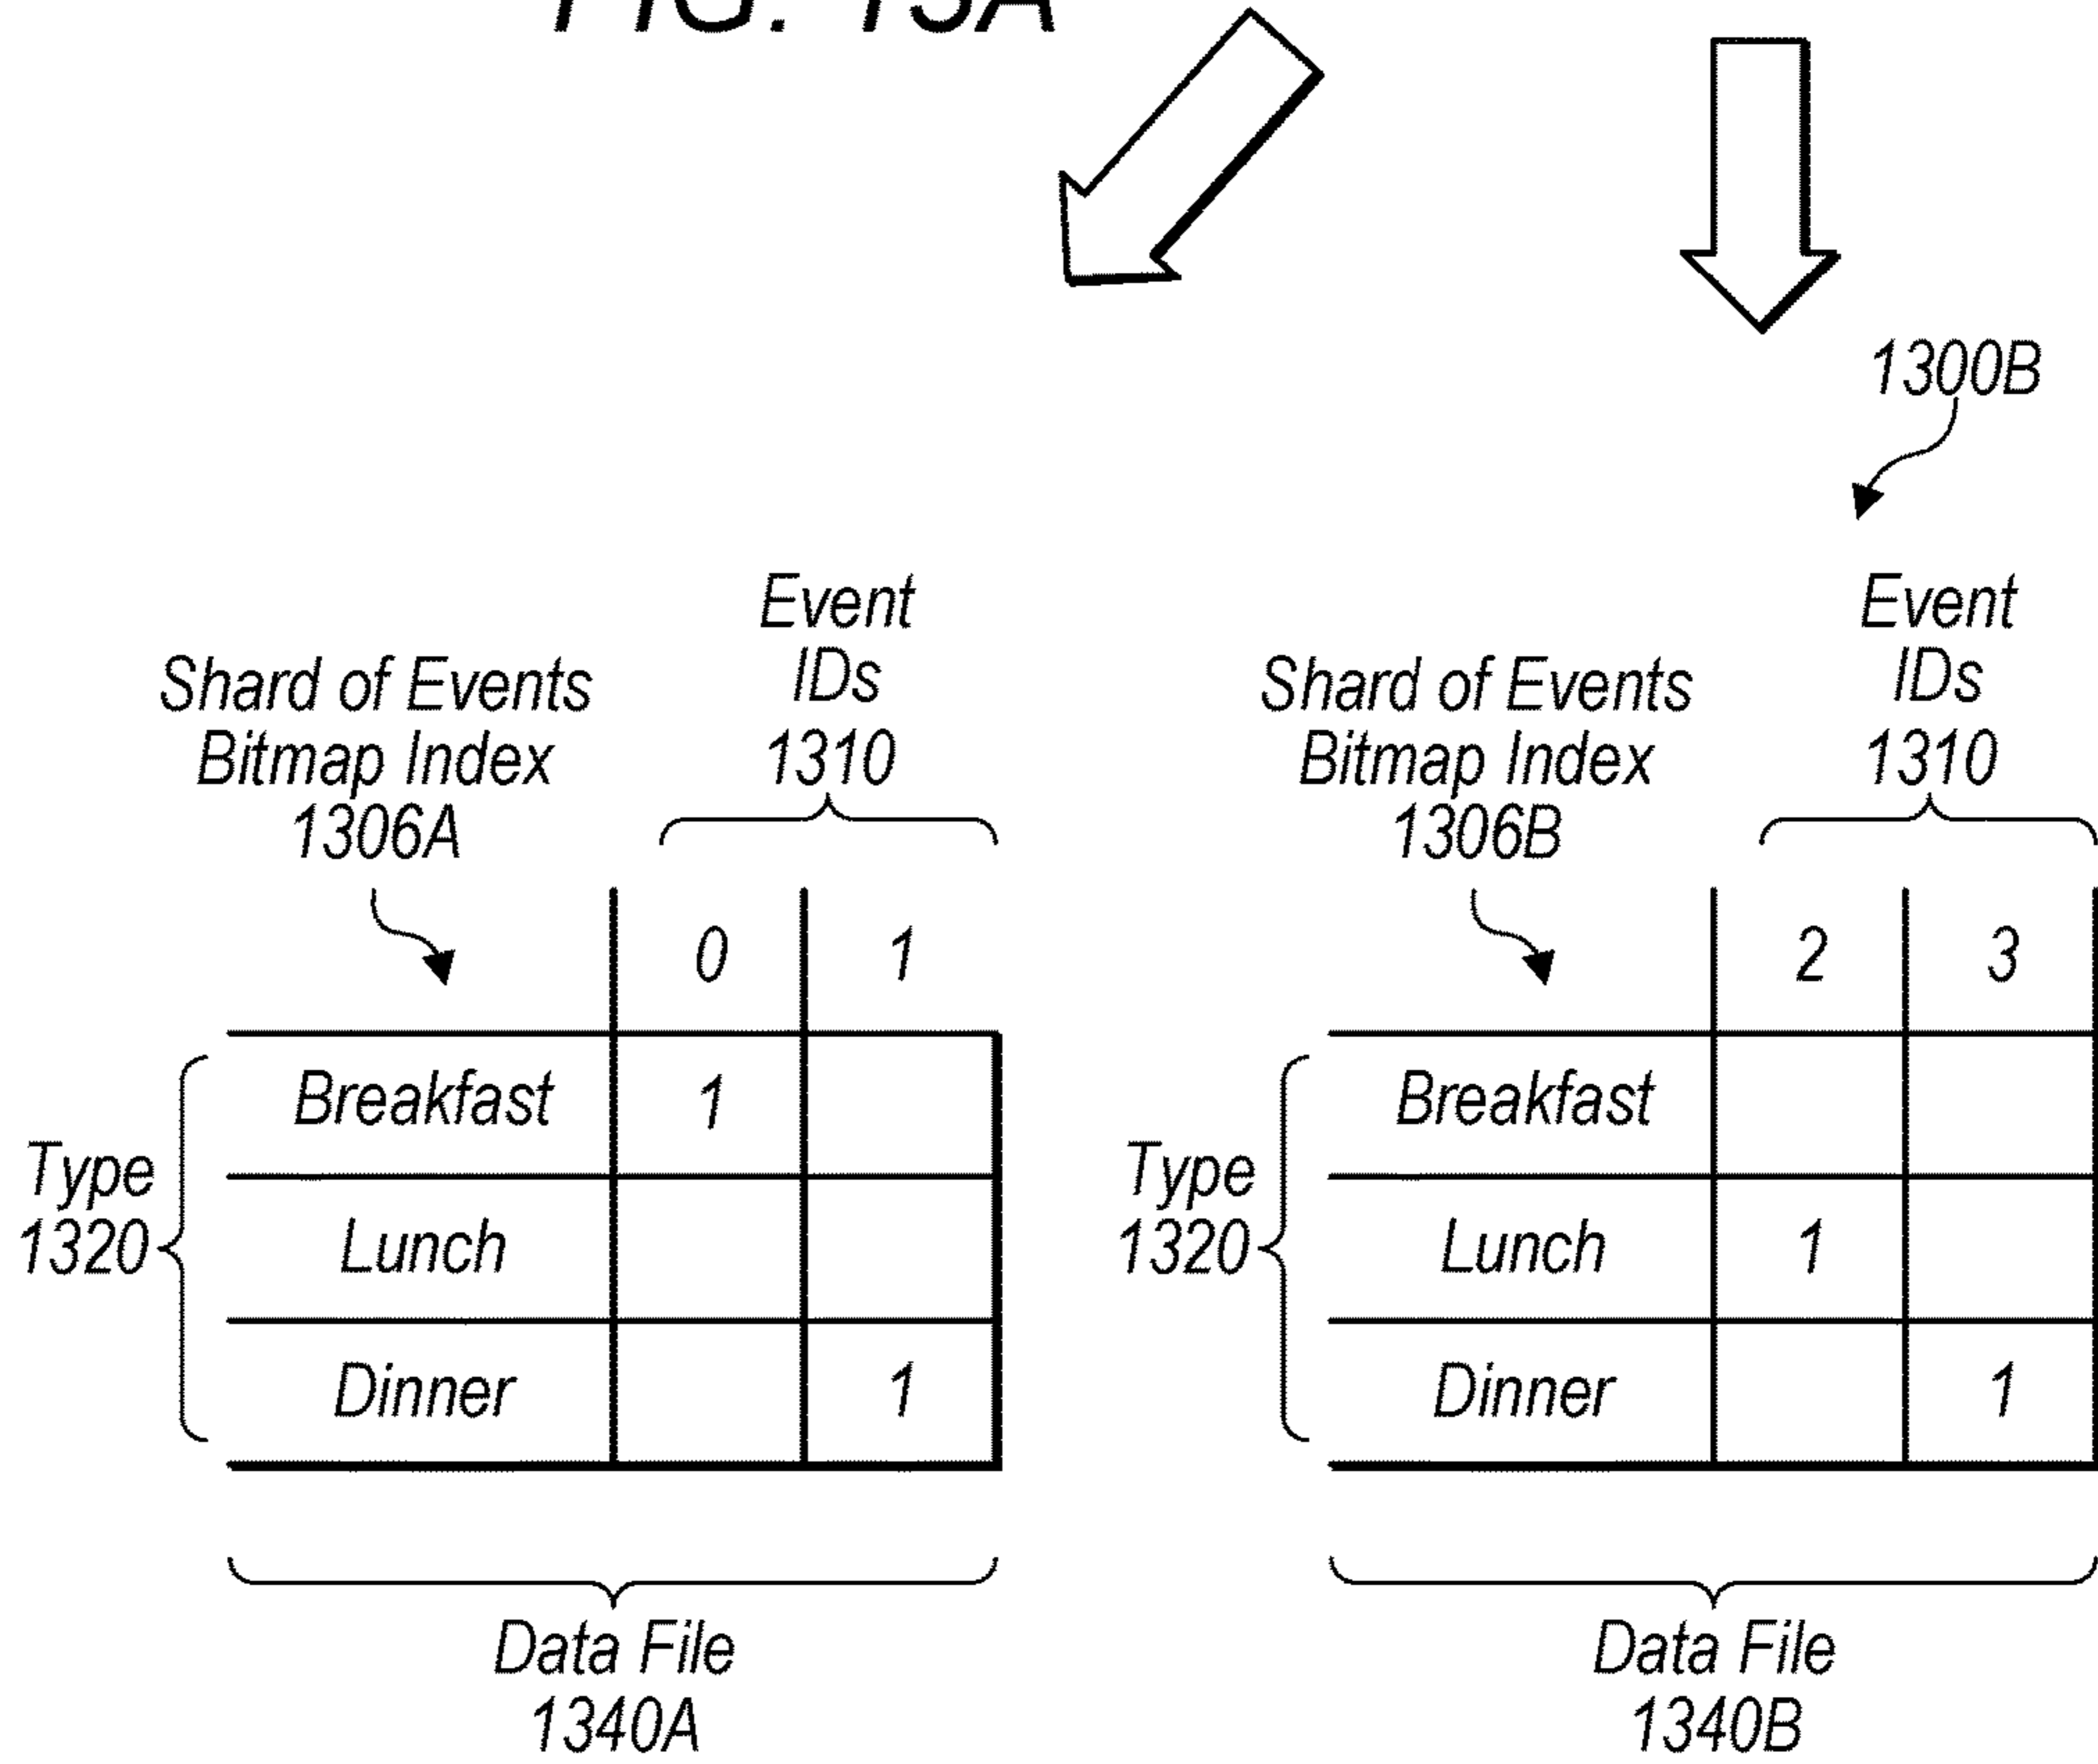 FIG. 13A
1300B
Shard of Events
Bitmap Index
1306A
Event
IDs
1310
0 1
Type
1320
Breakfast 1
Lunch
Dinner 1
Data File
1340A
Shard of Events
Bitmap Index
1306B
Event
IDs
1310
2 3
Type
1320
Breakfast
Lunch 1
Dinner 1
Data File
1340B